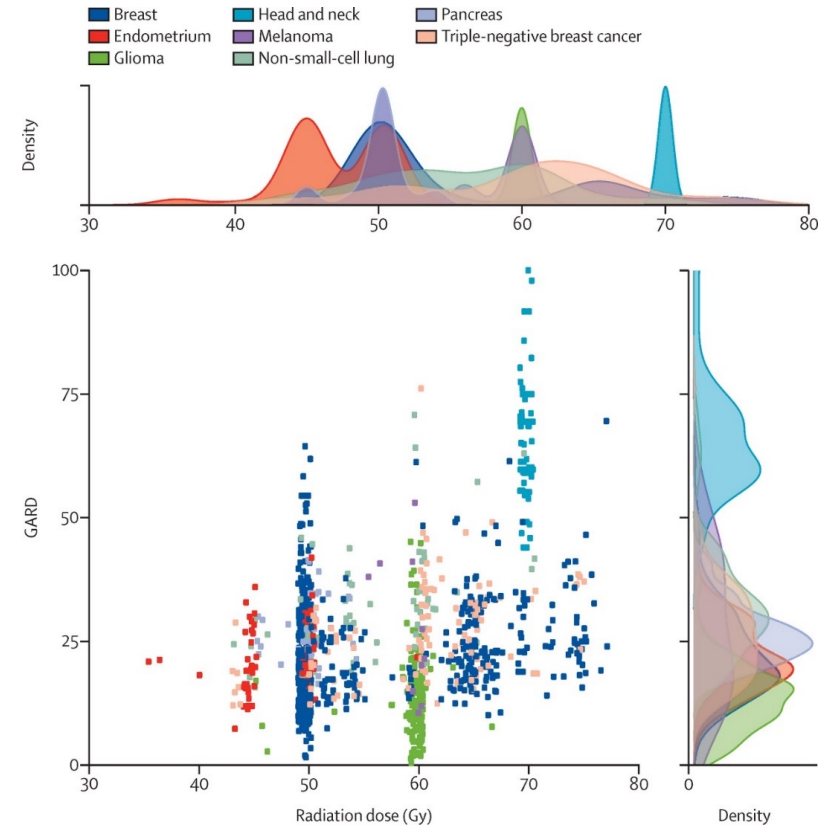 Breast Head and neck Pancreas
Endometrium Melanoma Triple-negative breast cancer
Glioma Non-small-cell lung
Density
30 40 50 60 70 80
100
75
GARD
50
25
0
30 40 50 60 70 80
Radiation dose (Gy)
0
Density